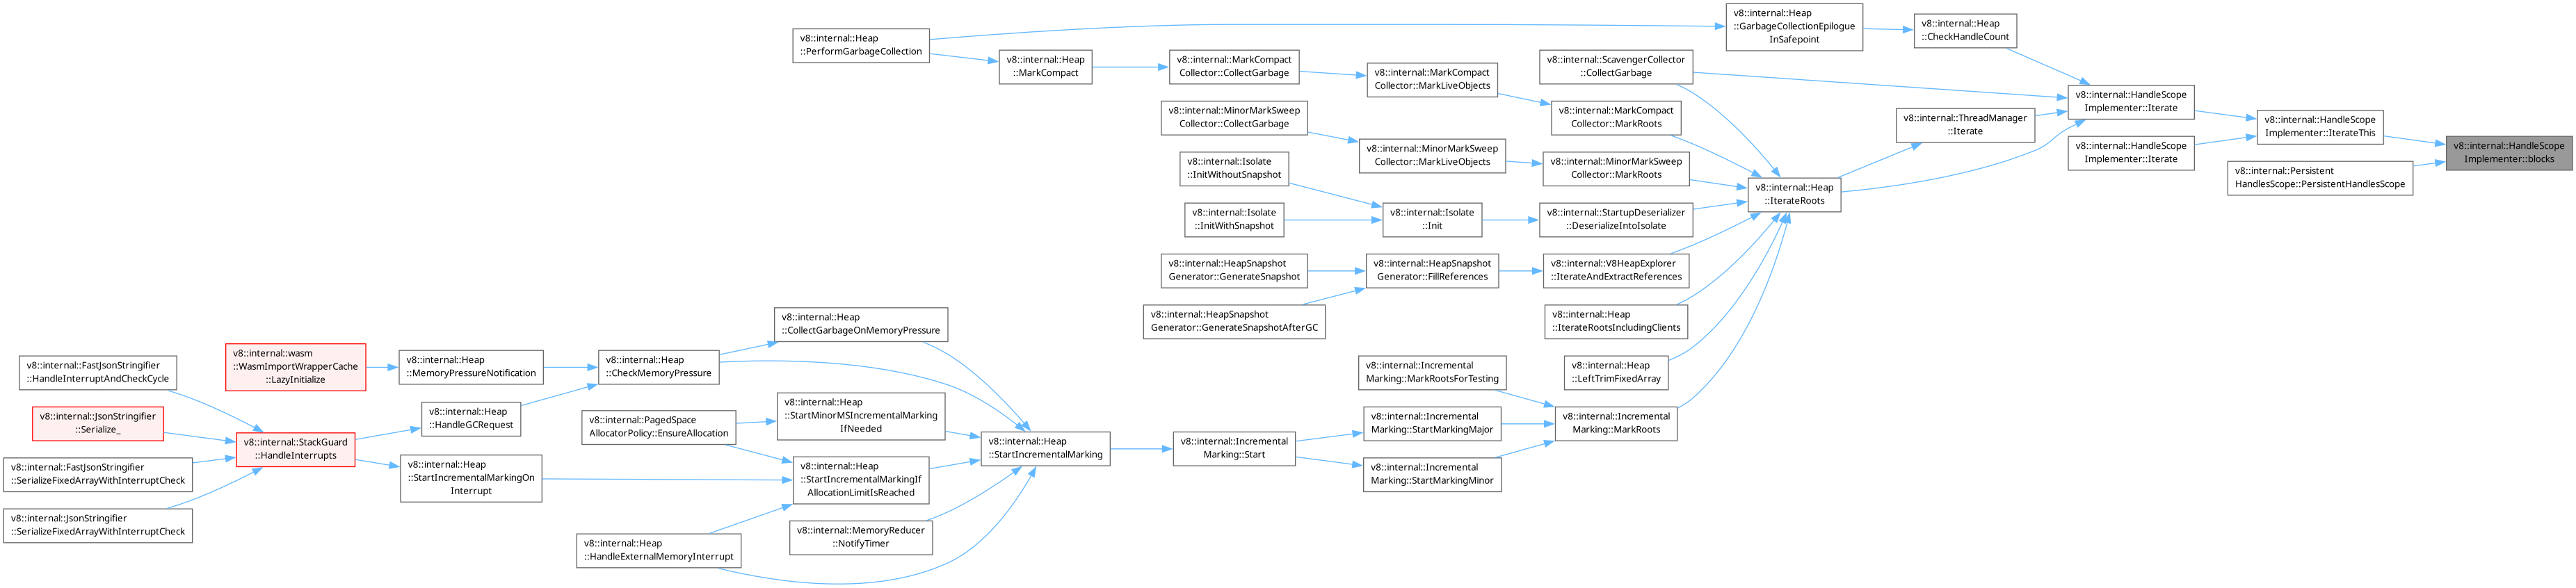 v8::internal::FastJsonStringifier
::HandleInterruptAndCheckCycle
v8::internal::JsonStringifier
::Serialize_
v8::internal::FastJsonStringifier
::SerializeFixedArrayWithInterruptCheck
v8::internal::JsonStringifier
::SerializeFixedArrayWithInterruptCheck
v8::internal::wasm
::WasmImportWrapperCache
::LazyInitialize
v8::internal::StackGuard
::HandleInterrupts
v8::internal::Heap
::MemoryPressureNotification
v8::internal::Heap
::HandleGCRequest
v8::internal::Heap
::StartIncrementalMarkingOn
Interrupt
v8::internal::Heap
::CheckMemoryPressure
v8::internal::PagedSpace
AllocatorPolicy::EnsureAllocation
v8::internal::Heap
::HandleExternalMemoryInterrupt
v8::internal::Heap
::PerformGarbageCollection
v8::internal::Heap
::CollectGarbageOnMemoryPressure
v8::internal::Heap
::StartMinorMSIncrementalMarking
IfNeeded
v8::internal::Heap
::StartIncrementalMarkingIf
AllocationLimitIsReached
v8::internal::MemoryReducer
::NotifyTimer
v8::internal::Heap
::MarkCompact
v8::internal::Heap
::StartIncrementalMarking
v8::internal::MarkCompact
Collector::CollectGarbage
v8::internal::MinorMarkSweep
Collector::CollectGarbage
v8::internal::Isolate
::InitWithoutSnapshot
v8::internal::Isolate
::InitWithSnapshot
v8::internal::HeapSnapshot
Generator::GenerateSnapshot
v8::internal::HeapSnapshot
Generator::GenerateSnapshotAfterGC
v8::internal::Incremental
Marking::Start
v8::internal::MarkCompact
Collector::MarkLiveObjects
v8::internal::MinorMarkSweep
Collector::MarkLiveObjects
v8::internal::Isolate
::Init
v8::internal::HeapSnapshot
Generator::FillReferences
v8::internal::Incremental
Marking::MarkRootsForTesting
v8::internal::Incremental
Marking::StartMarkingMajor
v8::internal::Incremental
Marking::StartMarkingMinor
v8::internal::ScavengerCollector
::CollectGarbage
v8::internal::MarkCompact
Collector::MarkRoots
v8::internal::MinorMarkSweep
Collector::MarkRoots
v8::internal::StartupDeserializer
::DeserializeIntoIsolate
v8::internal::V8HeapExplorer
::IterateAndExtractReferences
v8::internal::Heap
::IterateRootsIncludingClients
v8::internal::Heap
::LeftTrimFixedArray
v8::internal::Incremental
Marking::MarkRoots
v8::internal::Heap
::GarbageCollectionEpilogue
InSafepoint
v8::internal::Heap
::IterateRoots
v8::internal::Heap
::CheckHandleCount
v8::internal::ThreadManager
::Iterate
v8::internal::HandleScope
Implementer::Iterate
v8::internal::HandleScope
Implementer::Iterate
v8::internal::HandleScope
Implementer::IterateThis
v8::internal::Persistent
HandlesScope::PersistentHandlesScope
v8::internal::HandleScope
Implementer::blocks